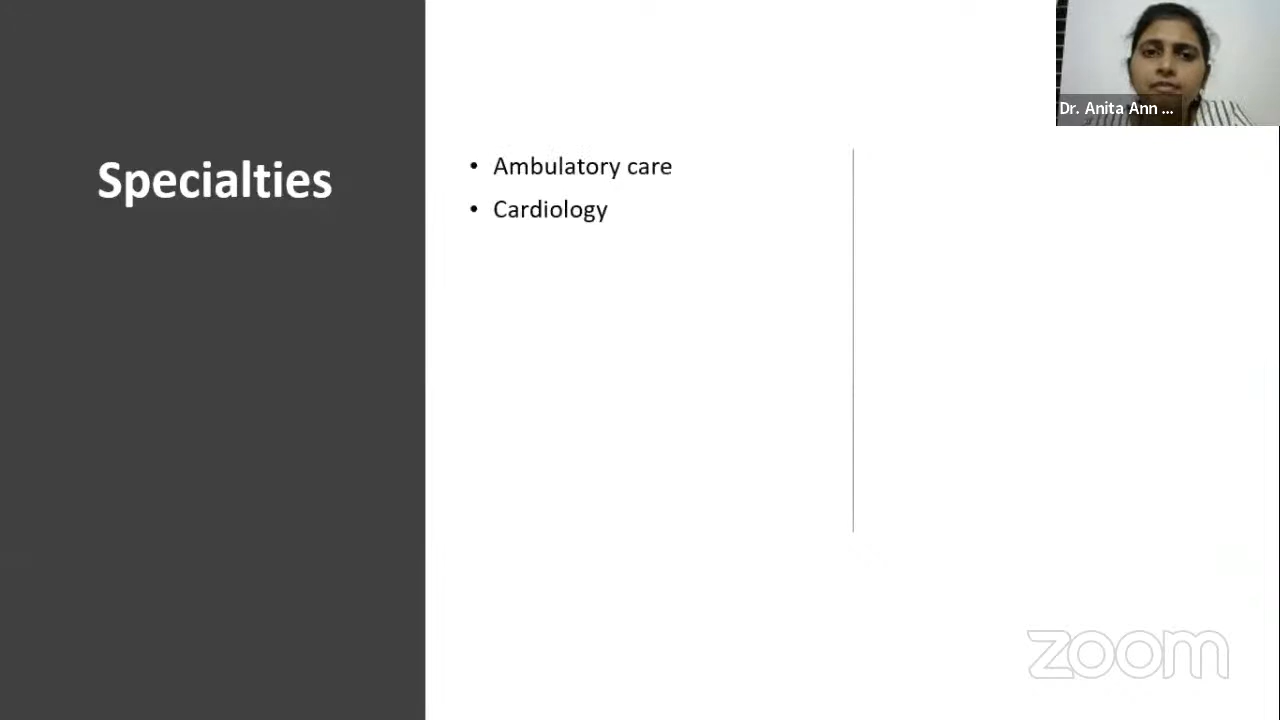 Dr. Anita Ann ...
Specialties
• Ambulatory care
• Cardiology
zoom